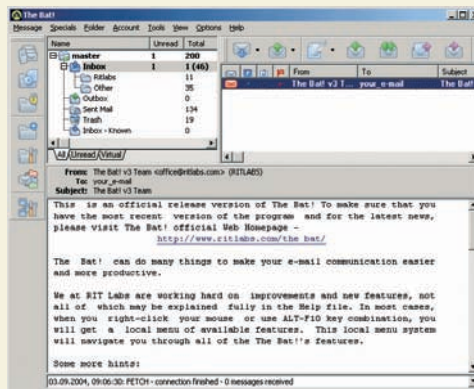 The Bat!
Message Specials Folder Account Tools View Options Help
Name Unread Total
master 1 200
Inbox 1 1 (46)
Ritlabs 11
Other 35
Outbox 0
Sent Mail 134
Trash 19
Inbox - Known 0
All Unread Virtual
From To Subject
The Bat! v3 T... your_e-mail The Bat!
From: The Bat! v3 Team <office@ritlabs.com> (RITLABS)
To: your_e-mail
Subject: The Bat! v3 Team
This is an official release version of The Bat! To make sure that you
have the most recent version of the program and for the latest news,
please visit The Bat! official Web Homepage -
http://www.ritlabs.com/the bat/
The Bat! can do many things to make your e-mail communication easier
and more productive.
We at RIT Labs are working hard on improvements and new features, not
all of which may be explained fully in the Help file. In most cases,
when you right-click your mouse or use ALT-F10 key combination, you
will get a local menu of available features. This local menu system
will navigate you through all of the The Bat!'s features.
Some more hints:
03.09.2004, 09:06:30: FETCH - connection finished - 0 messages received